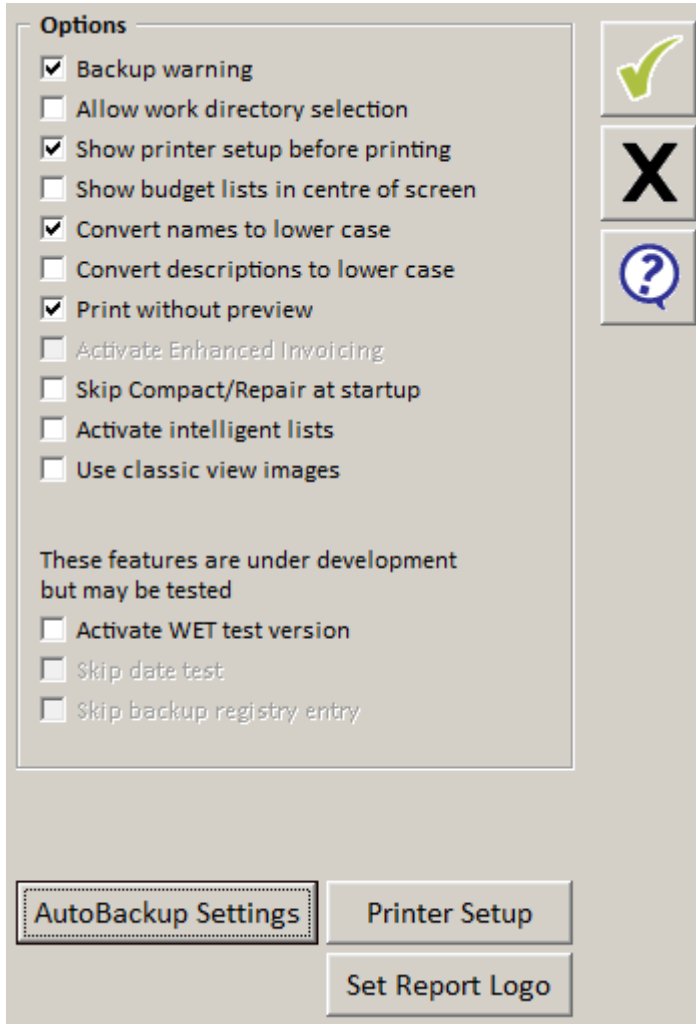 Options
Backup warning
Allow work directory selection
Show printer setup before printing
Show budget lists in centre of screen
Convert names to lower case
Convert descriptions to lower case
Print without preview
Activate Enhanced Invoicing
Skip Compact/Repair at startup
Activate intelligent lists
Use classic view images
These features are under development
but may be tested
Activate WET test version
Skip date test
Skip backup registry entry
AutoBackup Settings
Printer Setup
Set Report Logo
X
?